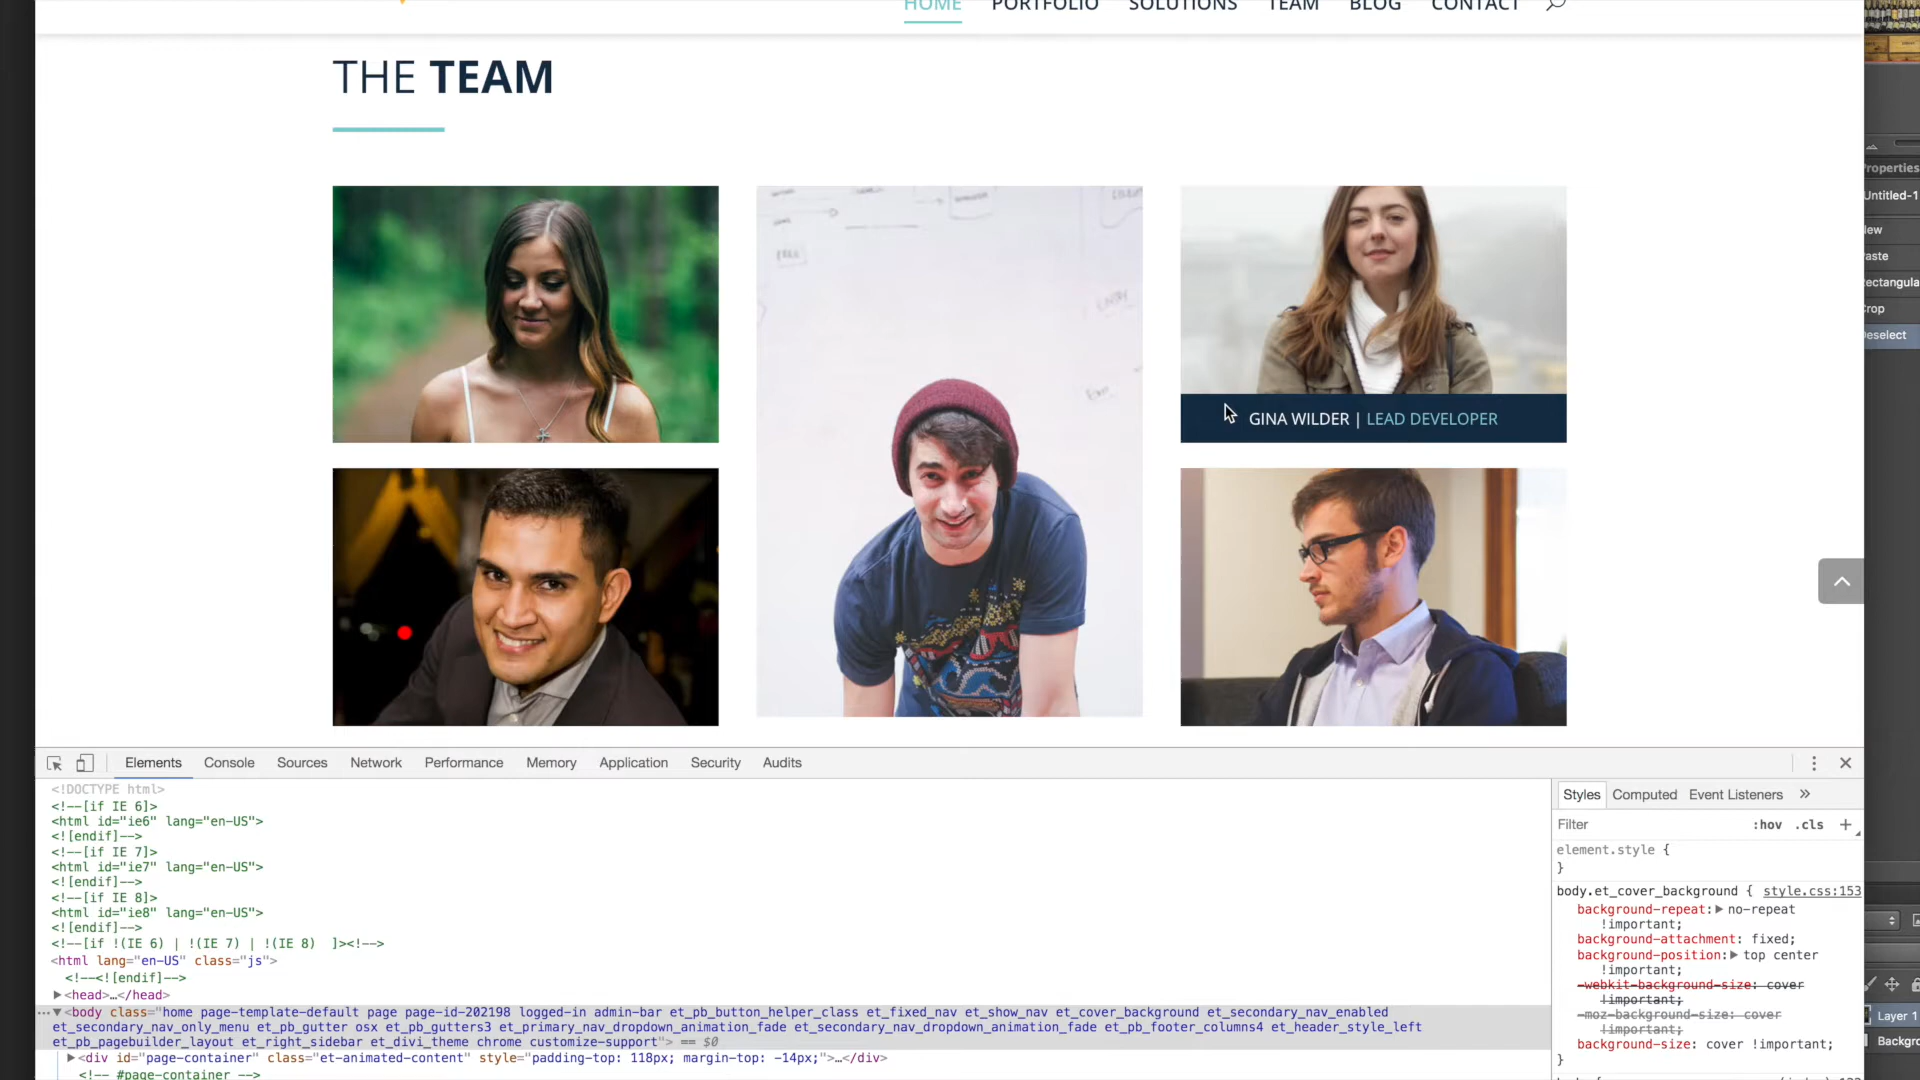 HOME PORTFOLIO SOLUTIONS TEAM BLOG CONTACT
THE TEAM
GINA WILDER | LEAD DEVELOPER
Properties
Untitled-1
Deselect
Layer 1
Elements Console Sources Network Performance Memory Application Security Audits
<!DOCTYPE html>
<!--[if IE 6]>
<html id="ie6" lang="en-US">
<![endif]-->
<!--[if IE 7]>
<html id="ie7" lang="en-US">
<![endif]-->
<!--[if IE 8]>
<html id="ie8" lang="en-US">
<![endif]-->
<!--[if !(IE 6) | !(IE 7) | !(IE 8)  ]><!-->
<html lang="en-US" class="js">
<!--<![endif]-->
▶<head>…</head>
…▼<body class="home page-template-default page page-id-202198 logged-in admin-bar et_pb_button_helper_class et_fixed_nav et_show_nav et_cover_background et_secondary_nav_enabled
et_secondary_nav_only_menu et_pb_gutter osx et_pb_gutters3 et_primary_nav_dropdown_animation_fade et_secondary_nav_dropdown_animation_fade et_pb_footer_columns4 et_header_style_left
et_pb_pagebuilder_layout et_right_sidebar et_divi_theme chrome customize-support"> == $0
▶<div id="page-container" class="et-animated-content" style="padding-top: 118px; margin-top: -14px;">…</div>
<!-- #page-container -->
Styles Computed Event Listeners »
Filter :hov .cls +
element.style {
}
body.et_cover_background { style.css:153
background-repeat:▶ no-repeat
!important;
background-attachment: fixed;
background-position:▶ top center
!important;
-webkit-background-size: cover
!important;
-moz-background-size: cover
!important;
background-size: cover !important;
}